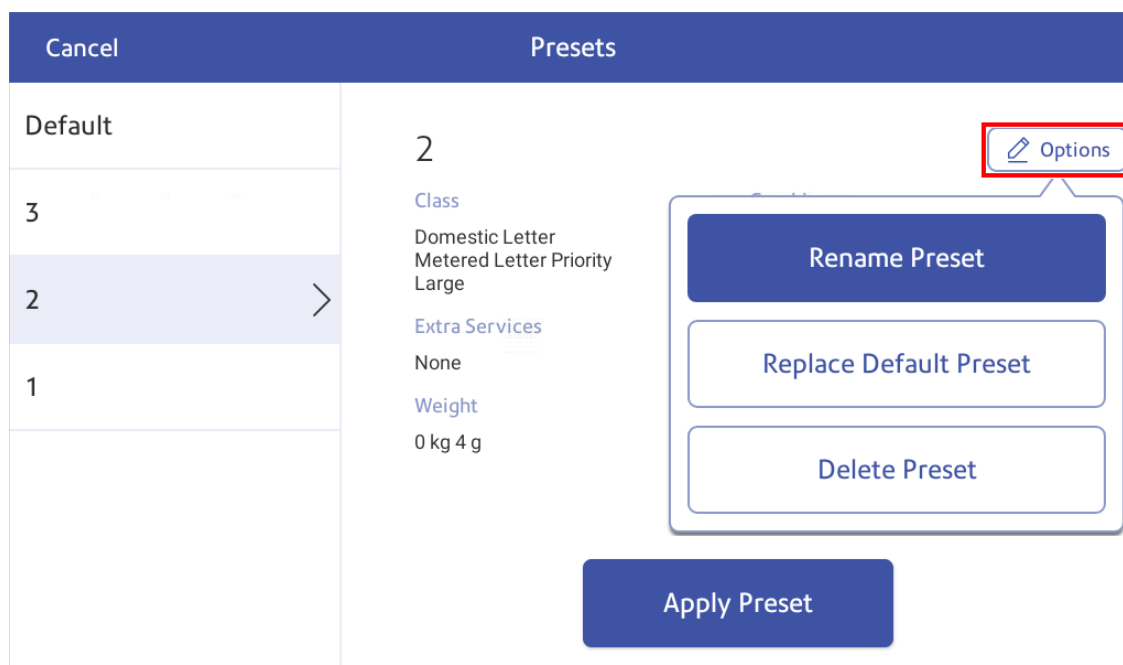 Cancel
Presets
Default
3
2
1
2
Options
Class
Domestic Letter
Metered Letter Priority
Large
Extra Services
None
Weight
0 kg 4 g
Rename Preset
Replace Default Preset
Delete Preset
Apply Preset